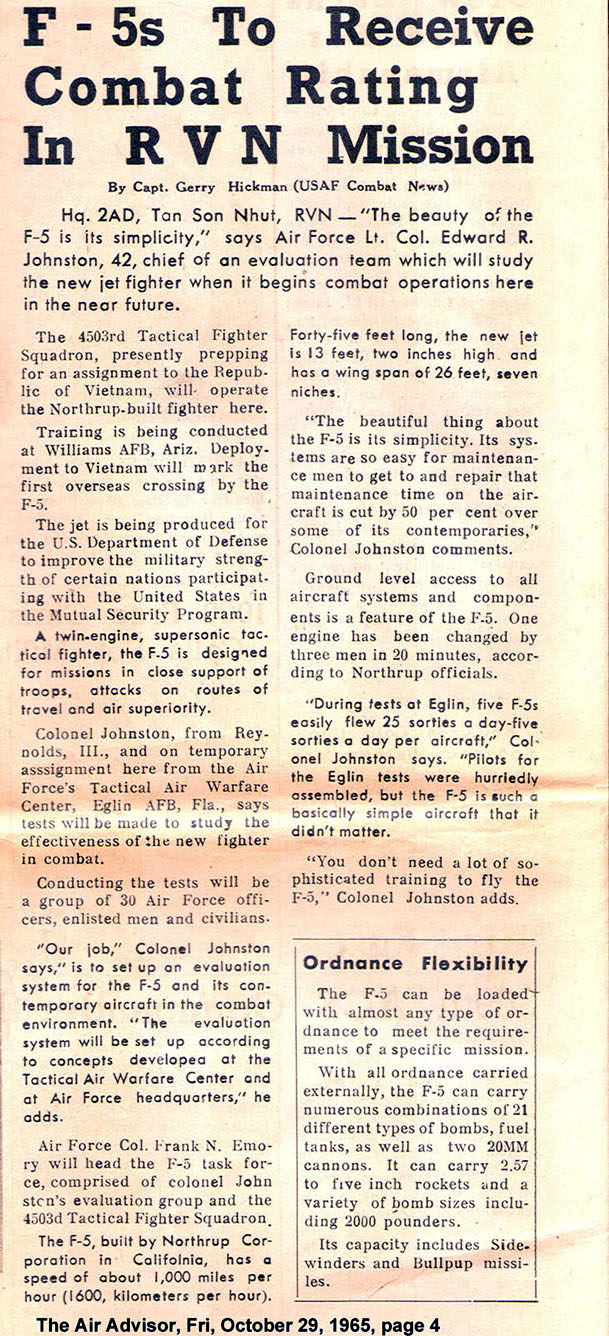 F-5s To Receive
Combat Rating
In R V N Mission
By Capt. Gerry Hickman (USAF Combat News)
Hq. 2AD, Tan Son Nhut, RVN — "The beauty of the
F-5 is its simplicity," says Air Force Lt. Col. Edward R.
Johnston, 42, chief of an evaluation team which will study
the new jet fighter when it begins combat operations here
in the near future.
The 4503rd Tactical Fighter
Squadron, presently prepping
for an assignment to the Repub-
lic of Vietnam, will operate
the Northrup-built fighter here.
Training is being conducted
at Williams AFB, Ariz. Deploy-
ment to Vietnam will mark the
first overseas crossing by the
F-5.
The jet is being produced for
the U.S. Department of Defense
to improve the military streng-
th of certain nations participat-
ing with the United States in
the Mutual Security Program.
A twin-engine, supersonic tac-
tical fighter, the F-5 is designed
for missions in close support of
troops, attacks on routes of
travel and air superiority.
Colonel Johnston, from Rey-
nolds, III., and on temporary
asssignment here from the Air
Force's Tactical Air Warfare
Center, Eglin AFB, Fla., says
tests will be made to study the
effectiveness of the new fighter
in combat.
Conducting the tests will be
a group of 30 Air Force offi-
cers, enlisted men and civilians.
"Our job," Colonel Johnston
says," is to set up an evaluation
system for the F-5 and its con-
temporary aircraft in the combat
environment. "The evaluation
system will be set up according
to concepts developed at the
Tactical Air Warfare Center and
at Air Force headquarters," he
adds.
Air Force Col. Frank N. Emo-
ry will head the F-5 task for-
ce, comprised of colonel John
ston's evaluation group and the
4503d Tactical Fighter Squadron.
The F-5, built by Northrup Cor-
poration in Califolnia, has a
speed of about 1,000 miles per
hour (1600, kilometers per hour).
Forty-five feet long, the new jet
is 13 feet, two inches high and
has a wing span of 26 feet, seven
niches.
"The beautiful thing about
the F-5 is its simplicity. Its sys-
tems are so easy for maintenan-
ce men to get to and repair that
maintenance time on the air-
craft is cut by 50 per cent over
some of its contemporaries,"
Colonel Johnston comments.
Ground level access to all
aircraft systems and compon-
ents is a feature of the F-5. One
engine has been changed by
three men in 20 minutes, accor-
ding to Northrup officials.
"During tests at Eglin, five F-5s
easily flew 25 sorties a day-five
sorties a day per aircraft," Col-
onel Johnston says. "Pilots for
the Eglin tests were hurriedly
assembled, but the F-5 is such a
basically simple aircraft that it
didn't matter.
"You don't need a lot of so-
phisticated training to fly the
F-5," Colonel Johnston adds.
Ordnance Flexibility
The F-5 can be loaded
with almost any type of or-
dnance to meet the require-
ments of a specific mission.
With all ordnance carried
externally, the F-5 can carry
numerous combinations of 21
different types of bombs, fuel
tanks, as well as two 20MM
cannons. It can carry 2.57
to five inch rockets and a
variety of bomb sizes inclu-
ding 2000 pounders.
Its capacity includes Side-
winders and Bullpup missi-
les.
The Air Advisor, Fri, October 29, 1965, page 4